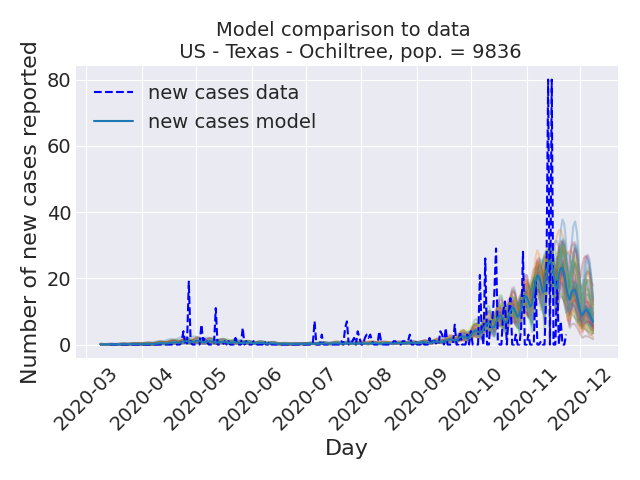 Model comparison to data
US - Texas - Ochiltree, pop. = 9836
Number of new cases reported
80
60
40
20
0
new cases data
new cases model
2020-03
2020-04
2020-05
2020-06
2020-07
2020-08
2020-09
2020-10
2020-11
2020-12
Day